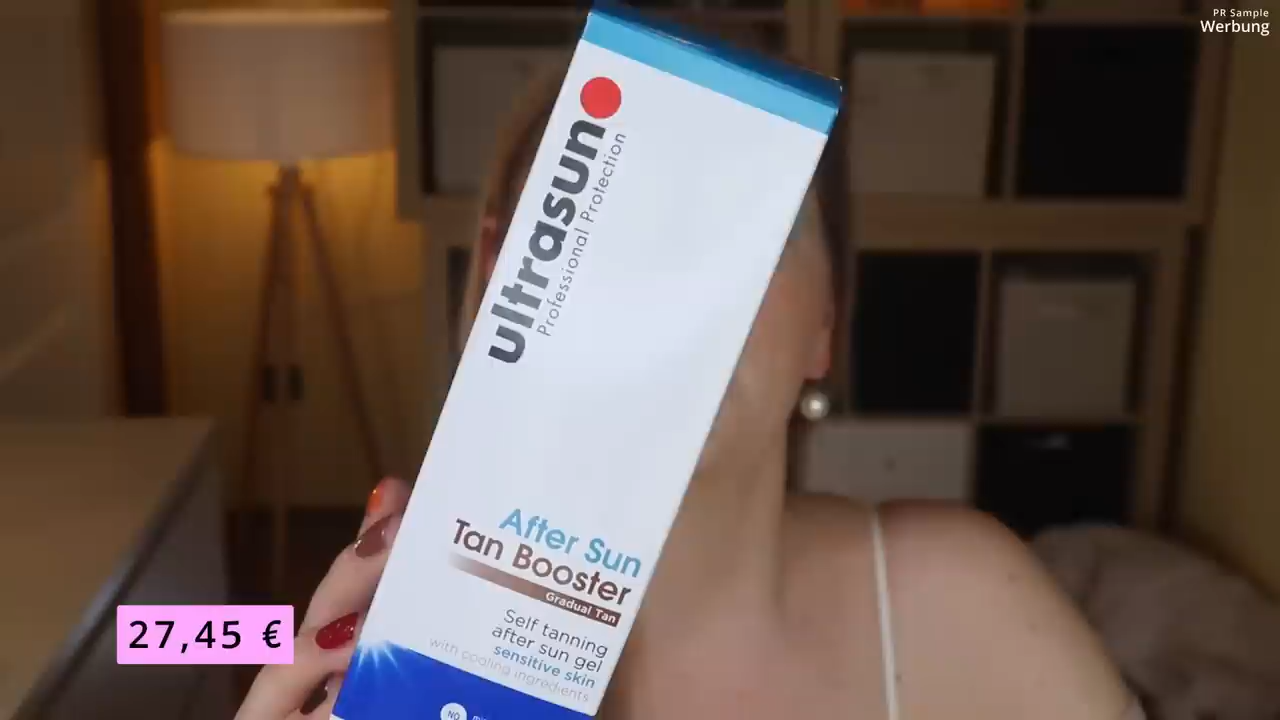 PR Sample
Werbung
ultrasun
Professional Protection
After Sun
Tan Booster
Gradual Tan
Self tanning
after sun gel
sensitive skin
with cooling ingredients
NO
27,45 €